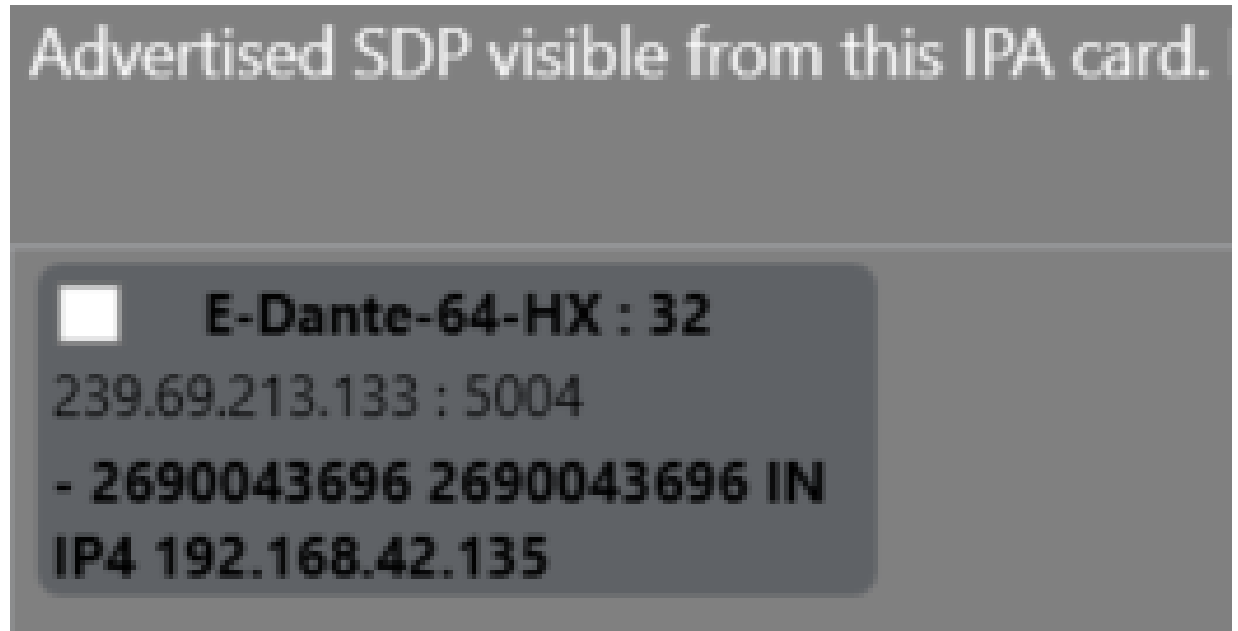 Advertised SDP visible from this IPA card.
E-Dante-64-HX : 32
239.69.213.133 : 5004
- 2690043696 2690043696 IN
IP4 192.168.42.135